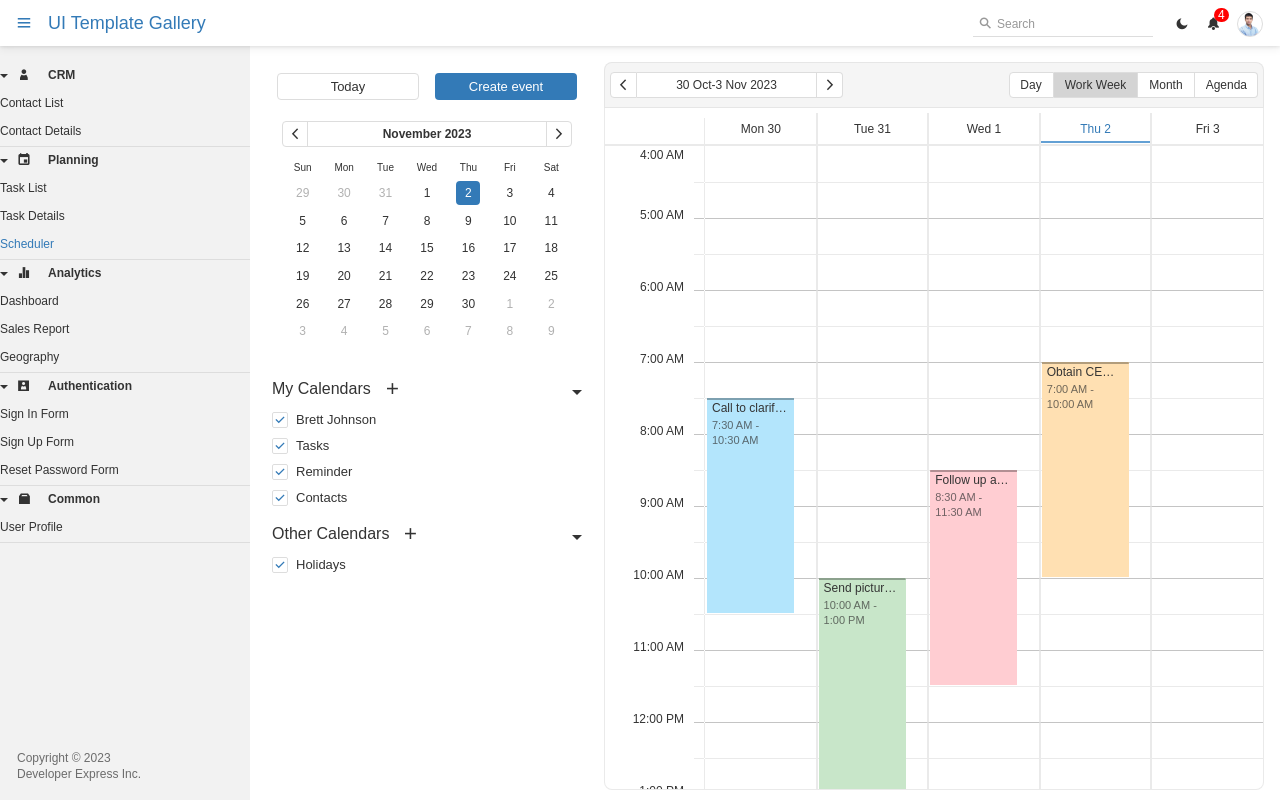 UI Template Gallery
Search
4
CRM
Contact List
Contact Details
Planning
Task List
Task Details
Scheduler
Analytics
Dashboard
Sales Report
Geography
Authentication
Sign In Form
Sign Up Form
Reset Password Form
Common
User Profile
Copyright © 2023
Developer Express Inc.
Today
Create event
November 2023
Sun Mon Tue Wed Thu Fri Sat
29 30 31 1 2 3 4
5 6 7 8 9 10 11
12 13 14 15 16 17 18
19 20 21 22 23 24 25
26 27 28 29 30 1 2
3 4 5 6 7 8 9
My Calendars
Brett Johnson
Tasks
Reminder
Contacts
Other Calendars
Holidays
30 Oct-3 Nov 2023
Day Work Week Month Agenda
Mon 30 Tue 31 Wed 1 Thu 2 Fri 3
4:00 AM
5:00 AM
6:00 AM
7:00 AM
8:00 AM
9:00 AM
10:00 AM
11:00 AM
12:00 PM
1:00 PM
Call to clarif…
7:30 AM -
10:30 AM
Send pictur…
10:00 AM -
1:00 PM
Follow up a…
8:30 AM -
11:30 AM
Obtain CE…
7:00 AM -
10:00 AM